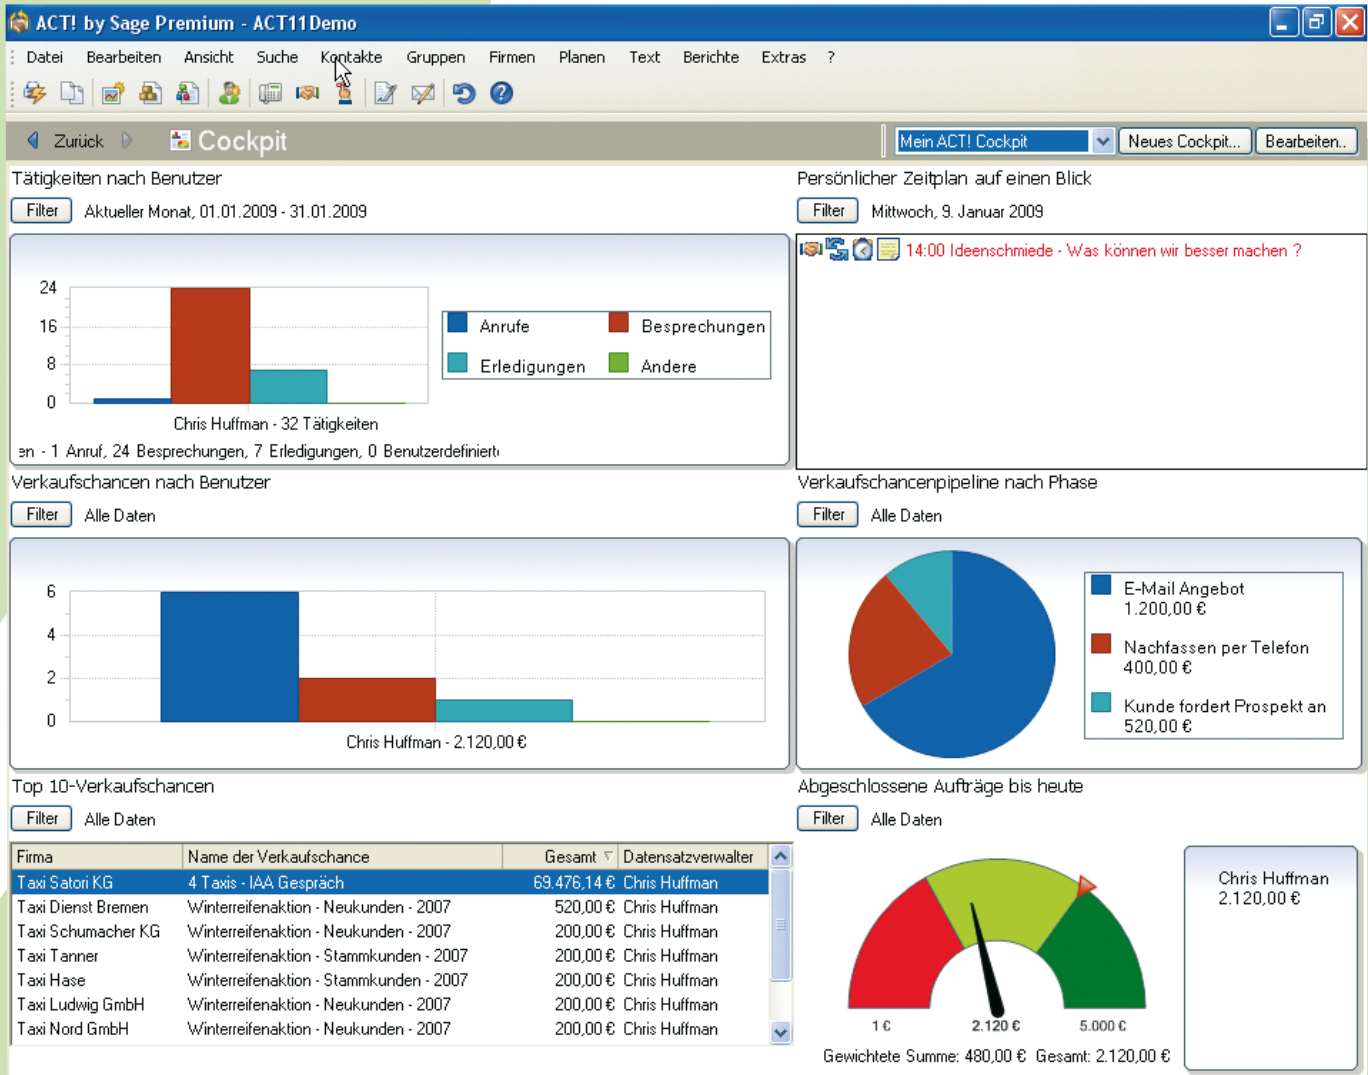 ACT! by Sage Premium - ACT11Demo
Datei Bearbeiten Ansicht Suche Kontakte Gruppen Firmen Planen Text Berichte Extras ?
Zurück Cockpit Mein ACT! Cockpit Neues Cockpit... Bearbeiten..
Tätigkeiten nach Benutzer
Filter Aktueller Monat, 01.01.2009 - 31.01.2009
24
16
8
0
Anrufe Besprechungen
Erledigungen Andere
Chris Huffman - 32 Tätigkeiten
en - 1 Anruf, 24 Besprechungen, 7 Erledigungen, 0 Benutzerdefiniert
Persönlicher Zeitplan auf einen Blick
Filter Mittwoch, 9. Januar 2009
14:00 Ideenschmiede - Was können wir besser machen ?
Verkaufschancen nach Benutzer
Filter Alle Daten
6
4
2
0
Chris Huffman - 2.120,00 €
Verkaufschancenpipeline nach Phase
Filter Alle Daten
E-Mail Angebot
1.200,00 €
Nachfassen per Telefon
400,00 €
Kunde fordert Prospekt an
520,00 €
Top 10-Verkaufschancen
Filter Alle Daten
Firma Name der Verkaufschance Gesamt Datensatzverwalter
Taxi Satori KG 4 Taxis - IAA Gespräch 69.476,14 € Chris Huffman
Taxi Dienst Bremen Winterreifenaktion - Neukunden - 2007 520,00 € Chris Huffman
Taxi Schumacher KG Winterreifenaktion - Neukunden - 2007 200,00 € Chris Huffman
Taxi Tanner Winterreifenaktion - Stammkunden - 2007 200,00 € Chris Huffman
Taxi Hase Winterreifenaktion - Stammkunden - 2007 200,00 € Chris Huffman
Taxi Ludwig GmbH Winterreifenaktion - Neukunden - 2007 200,00 € Chris Huffman
Taxi Nord GmbH Winterreifenaktion - Neukunden - 2007 200,00 € Chris Huffman
Abgeschlossene Aufträge bis heute
Filter Alle Daten
Chris Huffman
2.120,00 €
1 € 2.120 € 5.000 €
Gewichtete Summe: 480,00 € Gesamt: 2.120,00 €